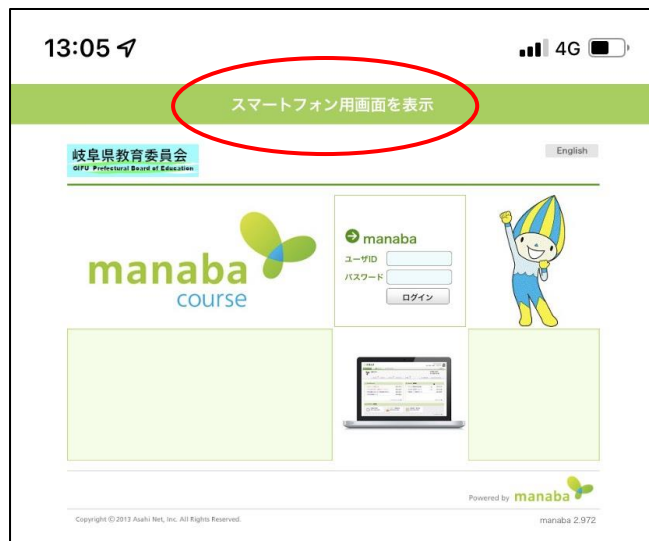 13:05
4G
スマートフォン用画面を表示
岐阜県教育委員会
GIFU Prefectural Board of Education
English
manaba
course
manaba
ユーザID
パスワード
ログイン
Powered by manaba
Copyright © 2013 Asahi Net, Inc. All Rights Reserved.
manaba 2.972